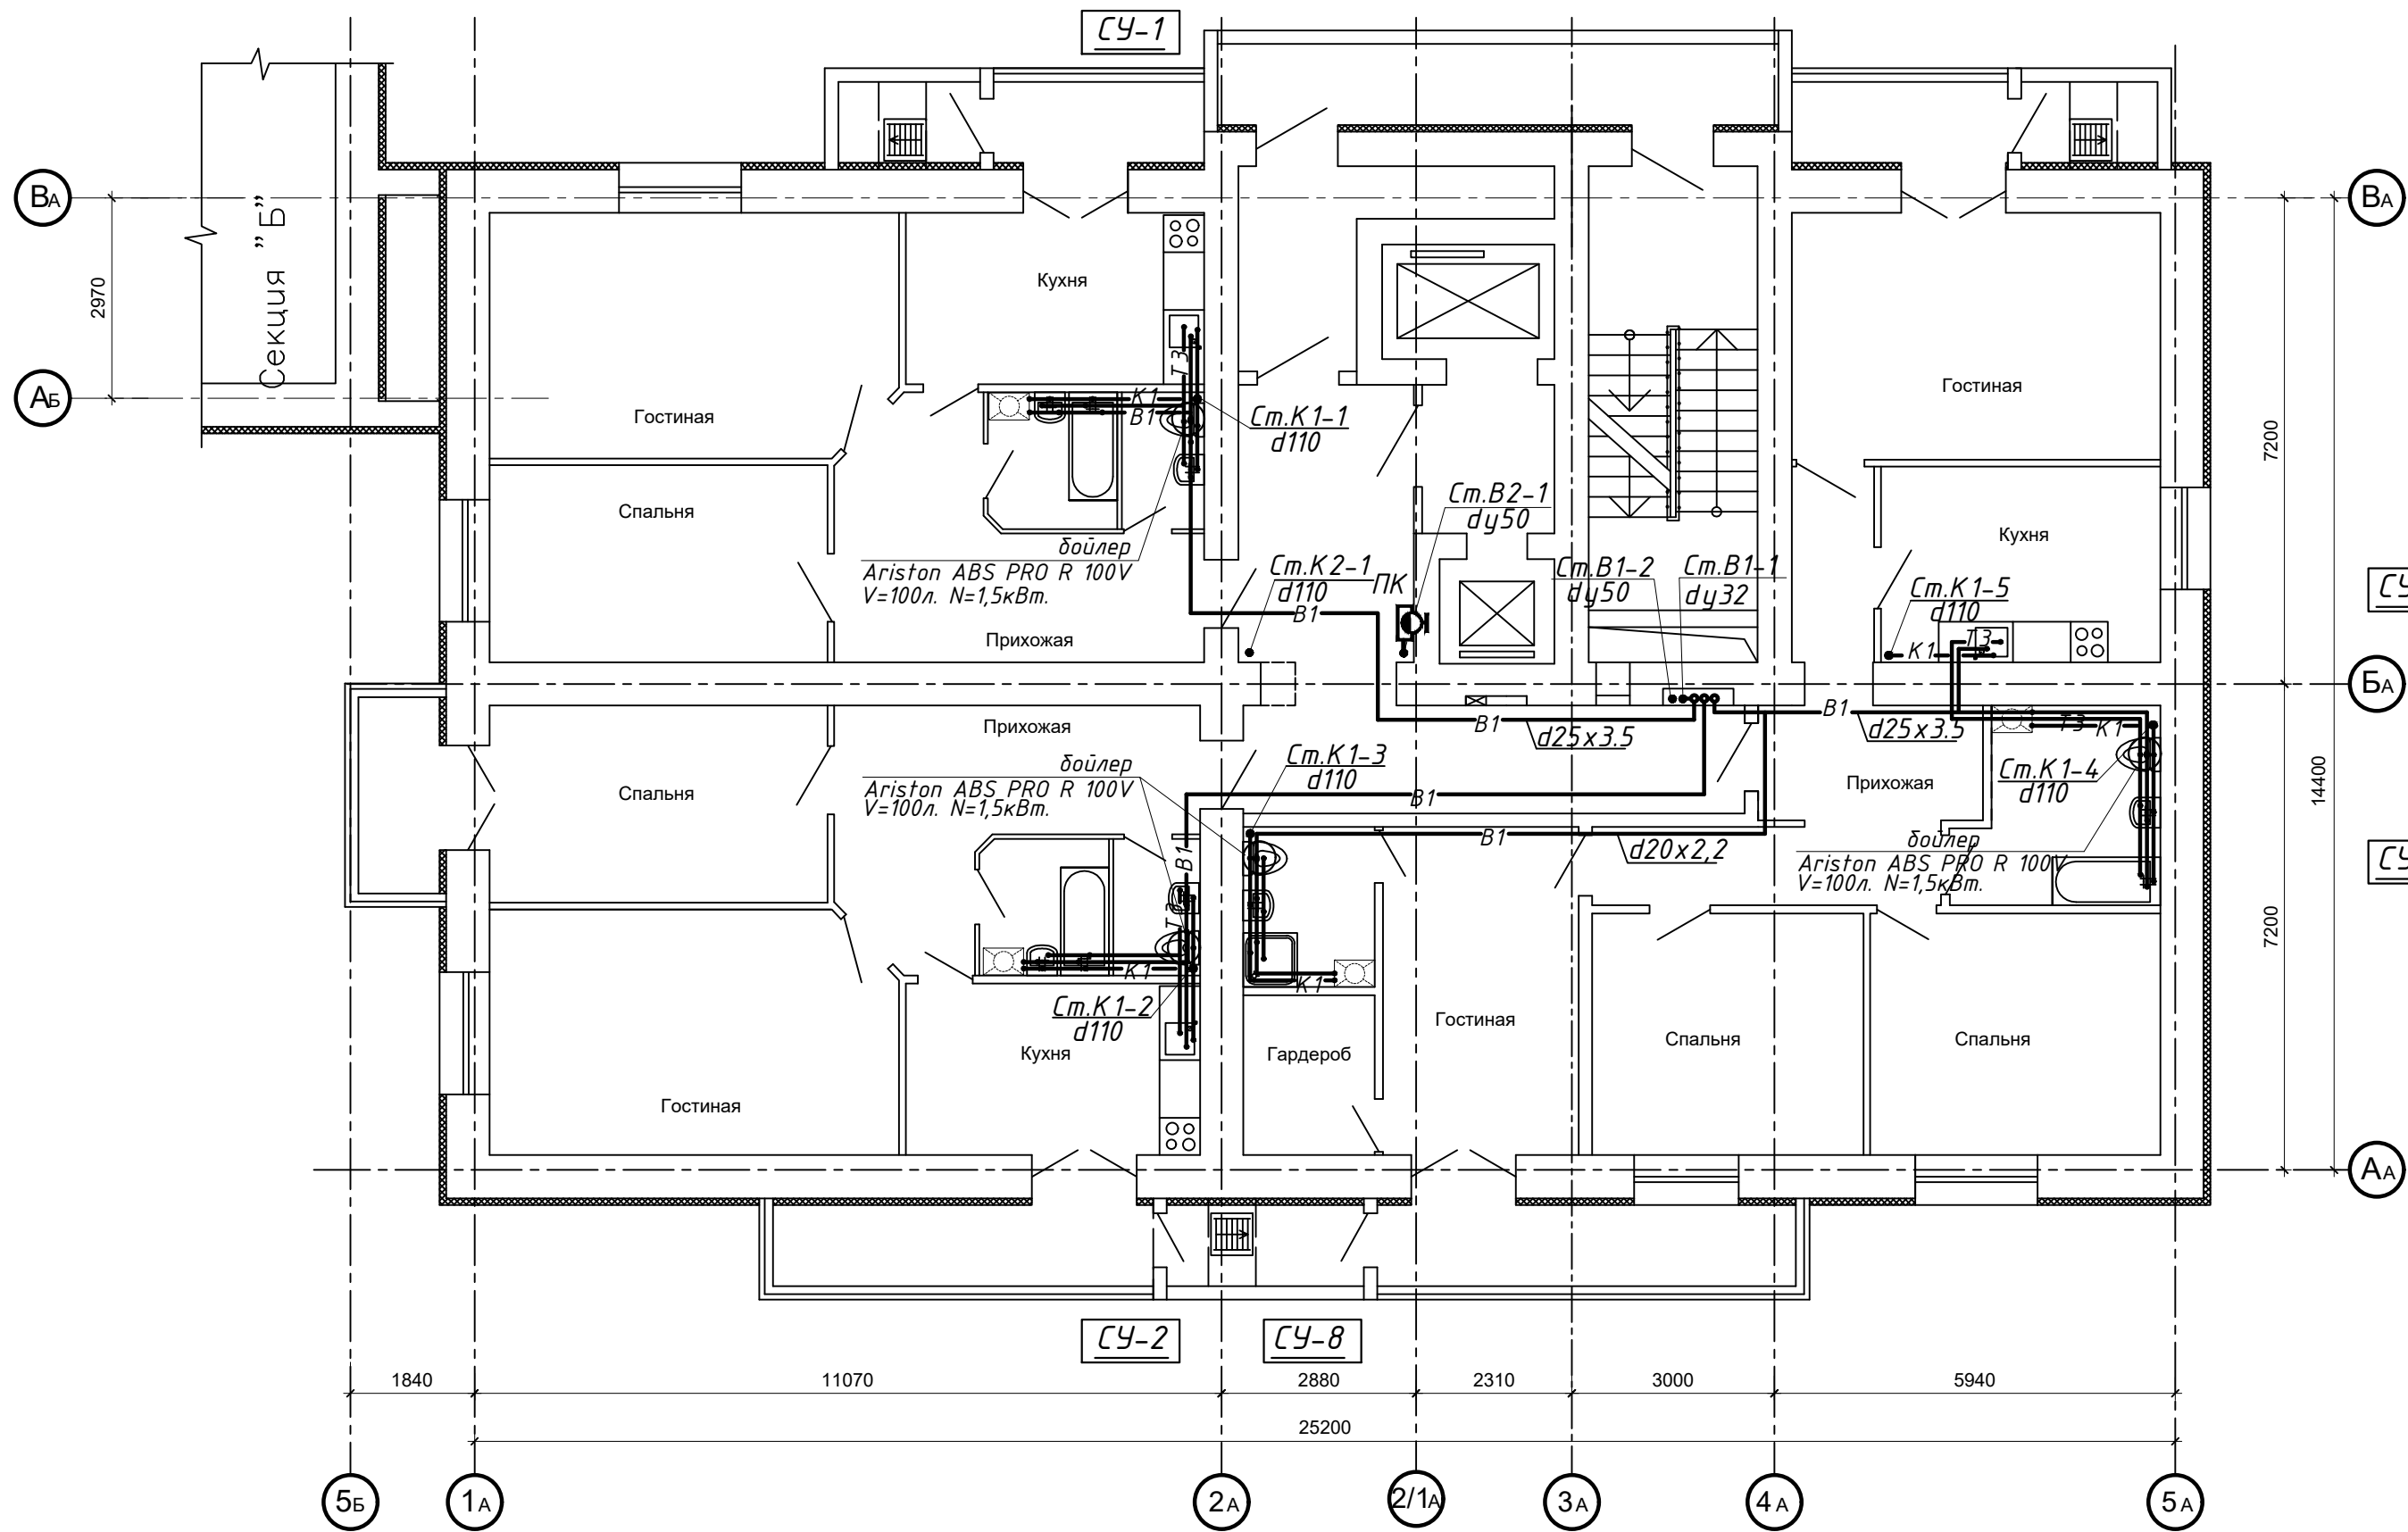 СУ-1
ВА
ВА
АБ
2970
Секция "Б"
Кухня
Т3
К1
В1
Ст.К1-1
d110
Гостиная
Гостиная
7200
14400
Спальня
бойлер
Ariston ABS PRO R 100V
V=100л. N=1,5кВт.
Прихожая
Ст.К2-1
d110
ПК
В1
Ст.В2-1
dу50
Ст.В1-2
dу50
Ст.В1-1
dу32
Кухня
Ст.К1-5
d110
К1
Т3
СУ
БА
Прихожая
В1
d25x3.5
В1
d25x3.5
Т3
К1
Спальня
бойлер
Ariston ABS PRO R 100V
V=100л. N=1,5кВт.
Ст.К1-3
d110
В1
Прихожая
Ст.К1-4
d110
В1
Т3
В1
d20x2,2
бойлер
Ariston ABS PRO R 100V
V=100л. N=1,5кВт.
СУ
7200
К1
К1
Ст.К1-2
d110
Кухня
Гостиная
Гардероб
Гостиная
Спальня
Спальня
АА
СУ-2
СУ-8
1840
11070
2880
2310
3000
5940
25200
5Б
1А
2А
2/1А
3А
4А
5А